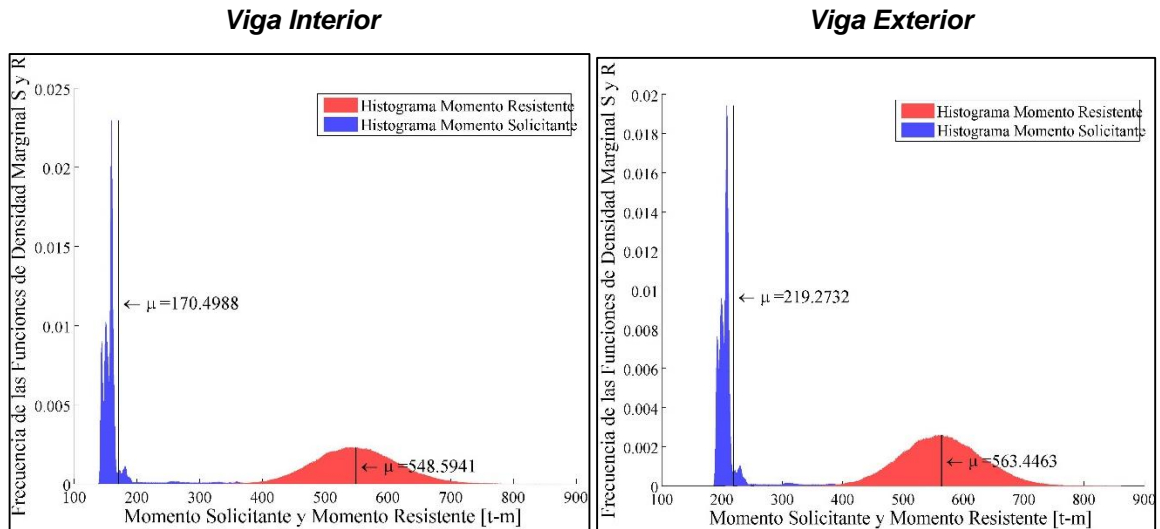 Viga Interior
Frecuencia de las Funciones de Densidad Marginal S y R
0.025
0.02
0.015
0.01
0.005
0
Histograma Momento Resistente
Histograma Momento Solicitante
← μ =170.4988
← μ =548.5941
100 200 300 400 500 600 700 800 900
Momento Solicitante y Momento Resistente [t-m]
Viga Exterior
Frecuencia de las Funciones de Densidad Marginal S y R
0.02
0.018
0.016
0.014
0.012
0.01
0.008
0.006
0.004
0.002
0
Histograma Momento Resistente
Histograma Momento Solicitante
← μ =219.2732
← μ =563.4463
100 200 300 400 500 600 700 800 900
Momento Solicitante y Momento Resistente [t-m]